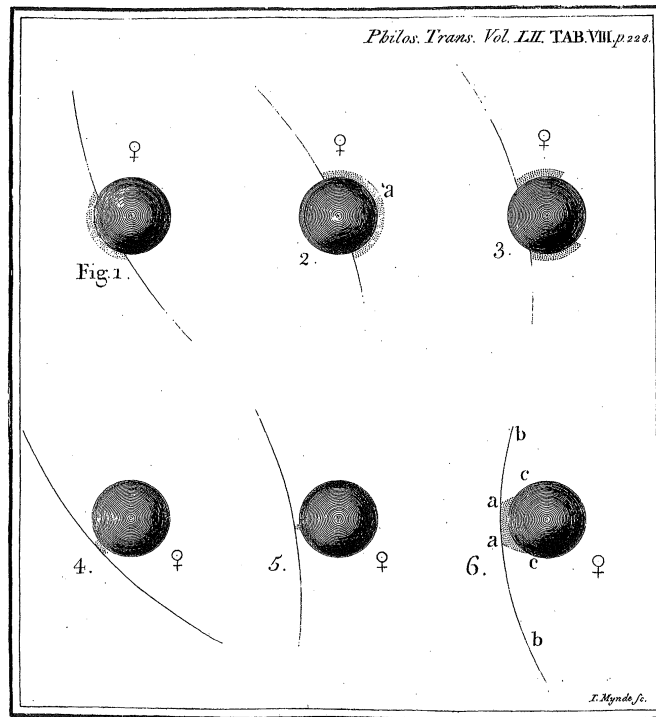 Philos. Trans. Vol. LII. TAB. VIII. p. 228.
♀ ♀ ♀
a
Fig. 1. 2. 3.
b
c
a
a
4. ♀ 5. ♀ 6. c ♀
b
I. Mynde ſc.